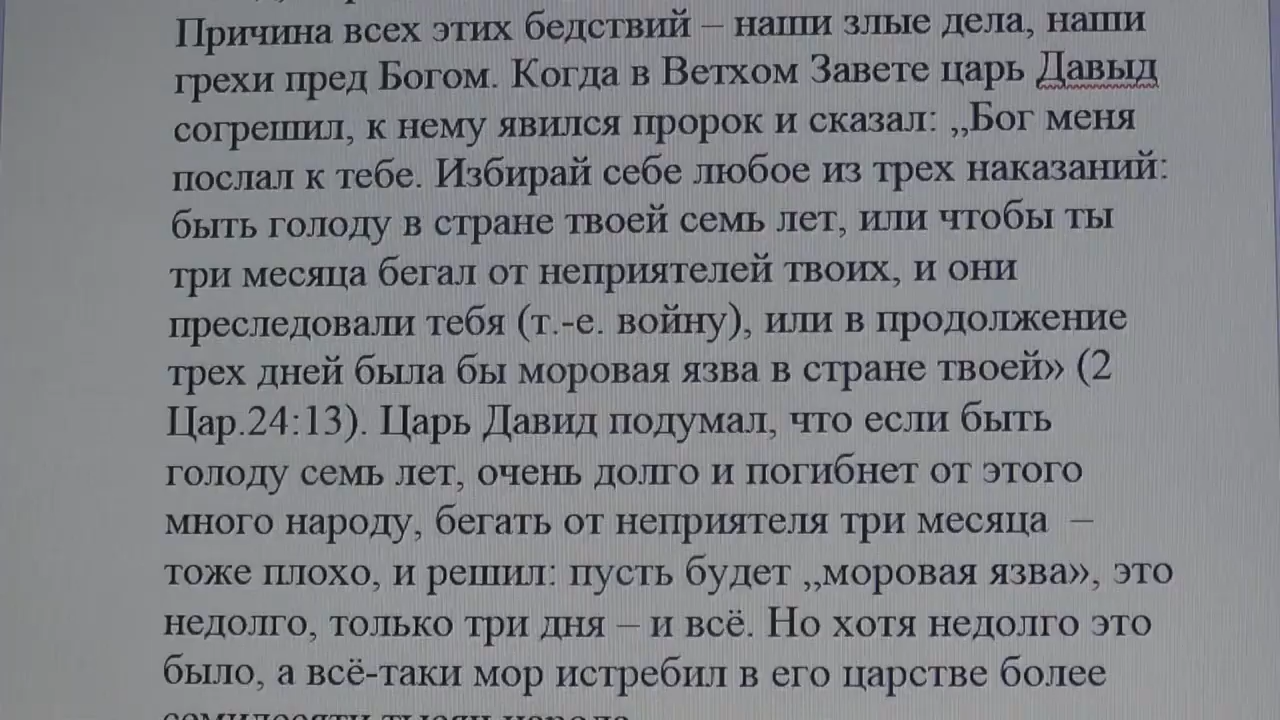 Причина всех этих бедствий – наши злые дела, наши
грехи пред Богом. Когда в Ветхом Завете царь Давыд
согрешил, к нему явился пророк и сказал: ,,Бог меня
послал к тебе. Избирай себе любое из трех наказаний:
быть голоду в стране твоей семь лет, или чтобы ты
три месяца бегал от неприятелей твоих, и они
преследовали тебя (т.-е. войну), или в продолжение
трех дней была бы моровая язва в стране твоей» (2
Цар.24:13). Царь Давид подумал, что если быть
голоду семь лет, очень долго и погибнет от этого
много народу, бегать от неприятеля три месяца –
тоже плохо, и решил: пусть будет ,,моровая язва», это
недолго, только три дня – и всё. Но хотя недолго это
было, а всё-таки мор истребил в его царстве более